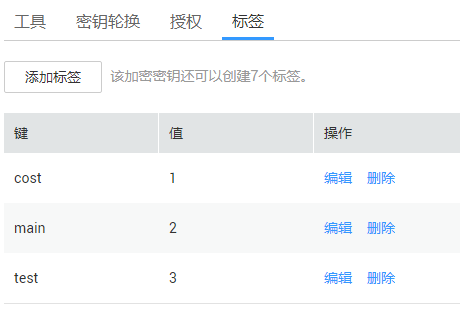 工具 密钥轮换 授权 标签
添加标签 该加密密钥还可以创建7个标签。
键 值 操作
cost 1 编辑 删除
main 2 编辑 删除
test 3 编辑 删除